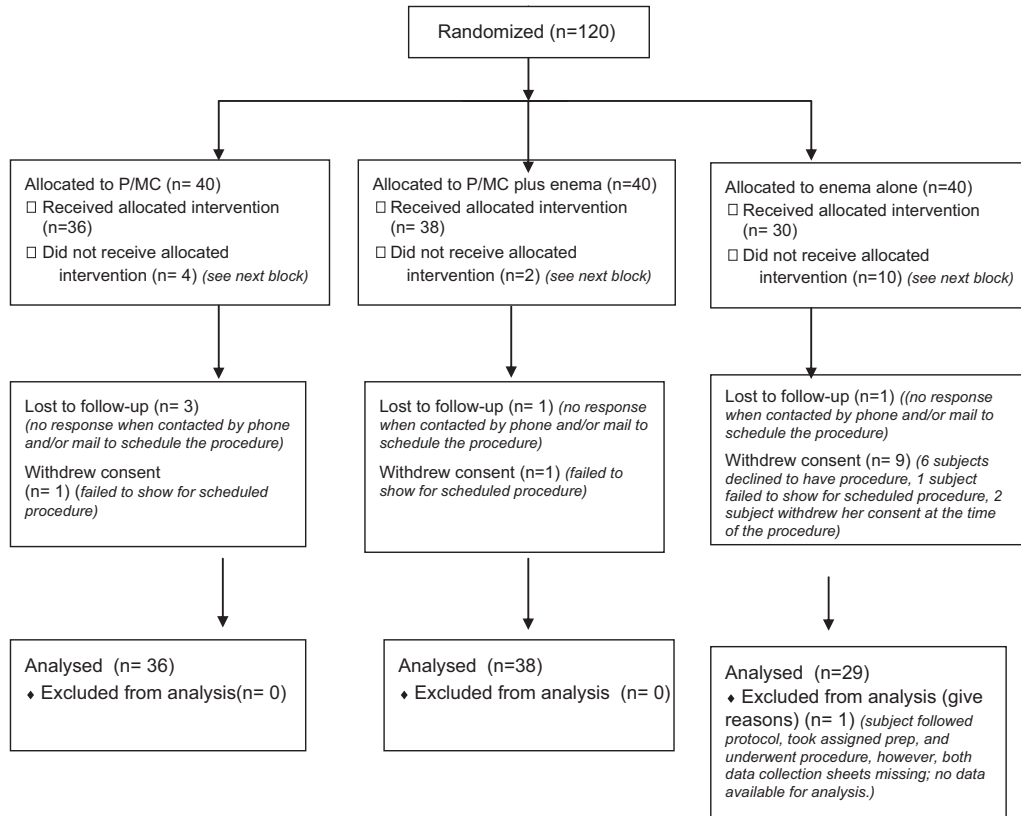 Randomized (n=120)
Allocated to P/MC (n= 40)
□ Received allocated intervention
(n=36)
□ Did not receive allocated
intervention (n= 4) (see next block)
Allocated to P/MC plus enema (n=40)
□ Received allocated intervention
(n= 38)
□ Did not receive allocated
intervention (n=2) (see next block)
Allocated to enema alone (n=40)
□ Received allocated intervention
(n= 30)
□ Did not receive allocated
intervention (n=10) (see next block)
Lost to follow-up (n= 3)
(no response when contacted by phone
and/or mail to schedule the procedure)
Withdrew consent
(n= 1) (failed to show for scheduled
procedure)
Lost to follow-up (n= 1) (no response
when contacted by phone and/or mail to
schedule the procedure)
Withdrew consent (n=1) (failed to
show for scheduled procedure)
Lost to follow-up (n=1) ((no response
when contacted by phone and/or mail to
schedule the procedure)
Withdrew consent (n= 9) (6 subjects
declined to have procedure, 1 subject
failed to show for scheduled procedure, 2
subject withdrew her consent at the time
of the procedure)
Analysed (n= 36)
♦ Excluded from analysis(n= 0)
Analysed (n=38)
♦ Excluded from analysis (n= 0)
Analysed (n=29)
♦ Excluded from analysis (give
reasons) (n= 1) (subject followed
protocol, took assigned prep, and
underwent procedure, however, both
data collection sheets missing; no data
available for analysis.)